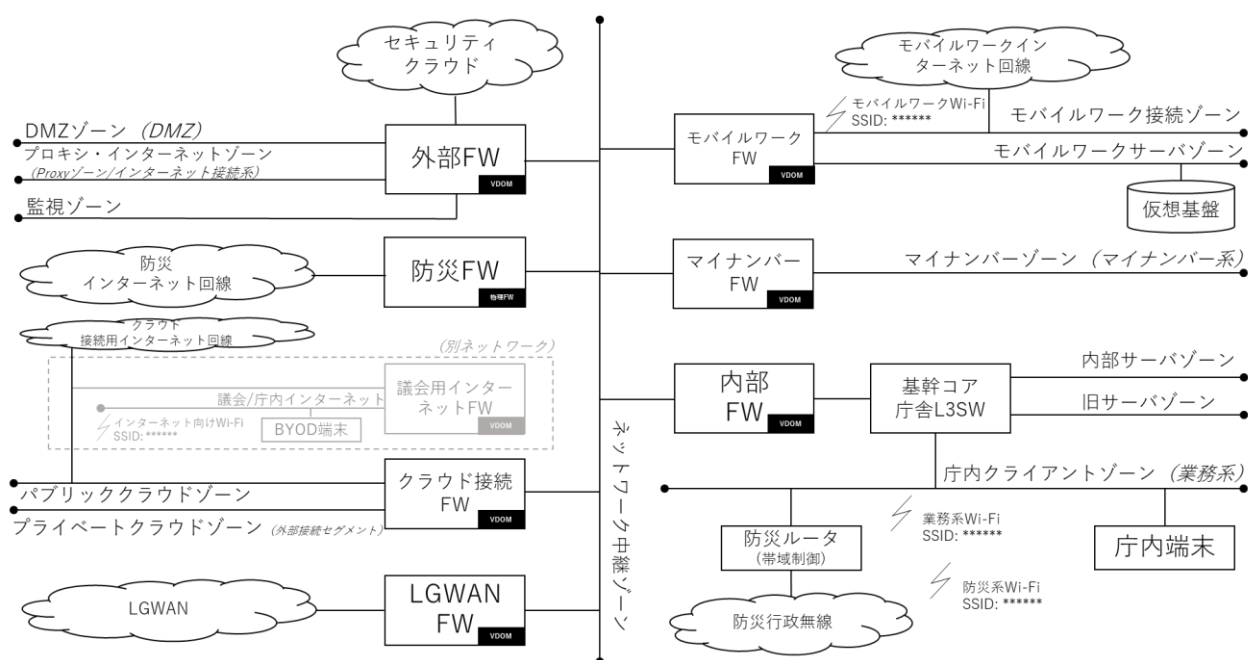 セキュリティ
クラウド
DMZゾーン (DMZ)
プロキシ・インターネットゾーン
(Proxyゾーン/インターネット接続系)
監視ゾーン
外部FW
VDOM
防災
インターネット回線
防災FW
物理FW
クラウド
接続用インターネット回線
(別ネットワーク)
議会/庁内インターネット
インターネット向けWi-Fi
SSID: ******
BYOD端末
議会用インター
ネットFW
VDOM
パブリッククラウドゾーン
プライベートクラウドゾーン (外部接続セグメント)
クラウド接続
FW
VDOM
LGWAN
LGWAN
FW
VDOM
ネットワーク中継ゾーン
モバイルワークイン
ターネット回線
モバイルワークWi-Fi
SSID: ******
モバイルワーク接続ゾーン
モバイルワーク
FW
VDOM
モバイルワークサーバゾーン
仮想基盤
マイナンバー
FW
VDOM
マイナンバーゾーン (マイナンバー系)
内部
FW
VDOM
基幹コア
庁舎L3SW
内部サーバゾーン
旧サーバゾーン
庁内クライアントゾーン (業務系)
防災ルータ
(帯域制御)
業務系Wi-Fi
SSID: ******
庁内端末
防災系Wi-Fi
SSID: ******
防災行政無線